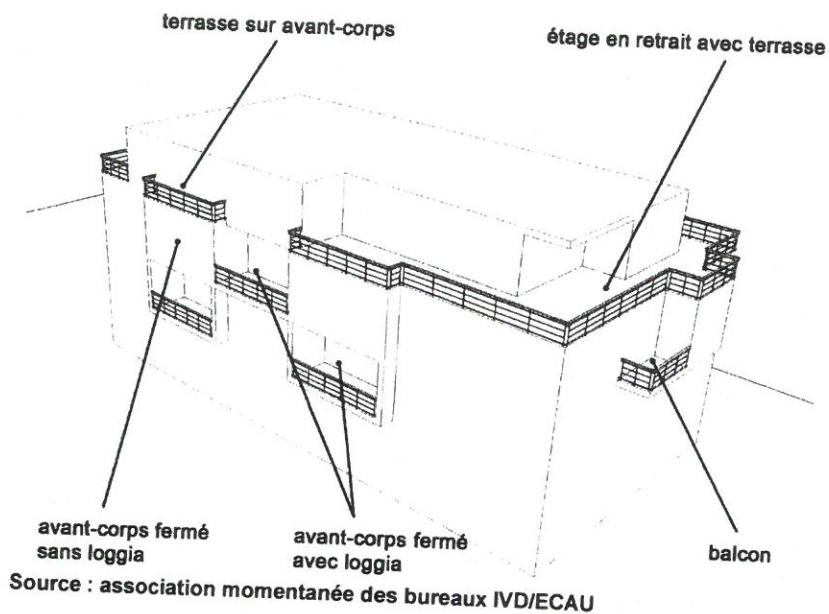 terrasse sur avant-corps
étage en retrait avec terrasse
avant-corps fermé
sans loggia
avant-corps fermé
avec loggia
balcon
Source : association momentanée des bureaux IVD/ECAU